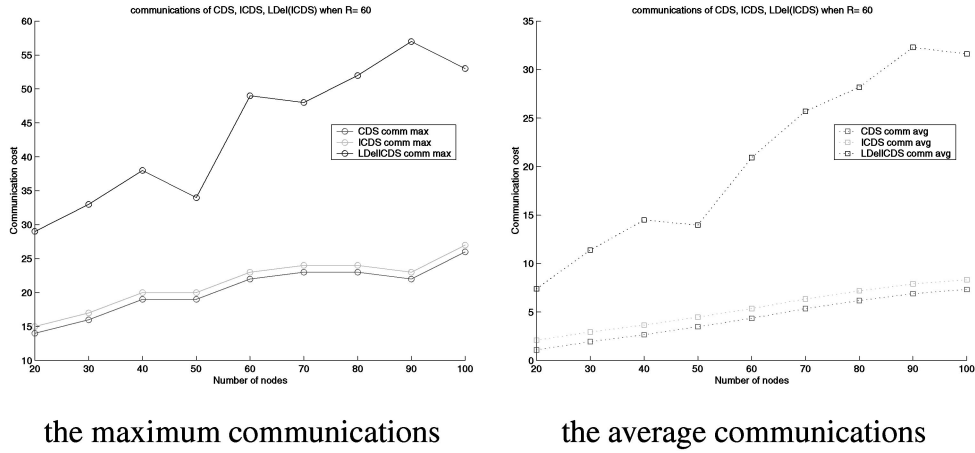 communications of CDS, ICDS, LDel(ICDS) when R= 60
60
55
50
45
40
35
30
25
20
15
10
Communication cost
CDS comm max
ICDS comm max
LDelICDS comm max
20 30 40 50 60 70 80 90 100
Number of nodes
the maximum communications
communications of CDS, ICDS, LDel(ICDS) when R= 60
35
30
25
20
15
10
5
0
Communication cost
CDS comm avg
ICDS comm avg
LDelICDS comm avg
20 30 40 50 60 70 80 90 100
Number of nodes
the average communications